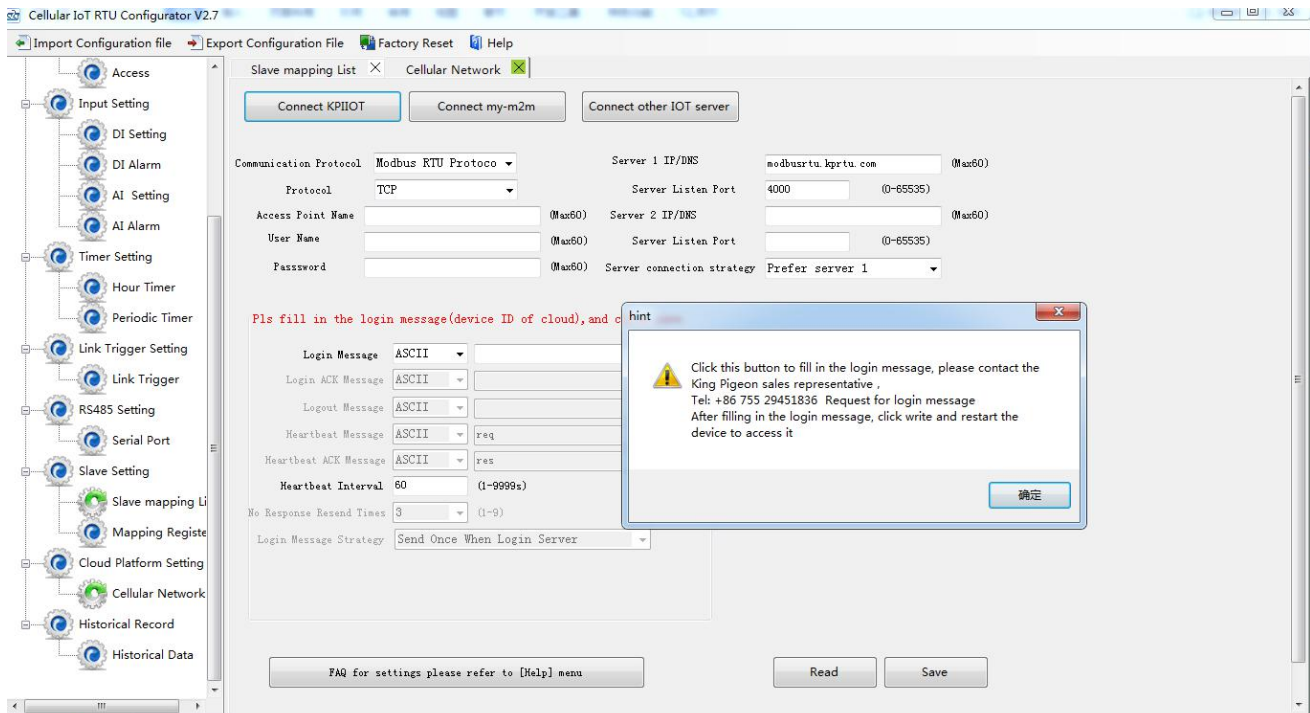 Cellular IoT RTU Configurator V2.7
Import Configuration file Export Configuration File Factory Reset Help
Access
Input Setting
DI Setting
DI Alarm
AI Setting
AI Alarm
Timer Setting
Hour Timer
Periodic Timer
Link Trigger Setting
Link Trigger
RS485 Setting
Serial Port
Slave Setting
Slave mapping Li
Mapping Registe
Cloud Platform Setting
Cellular Network
Historical Record
Historical Data
Slave mapping List Cellular Network
Connect KPIIOT Connect my-m2m Connect other IOT server
Communication Protocol Modbus RTU Protoco Server 1 IP/DNS modbusrtu.kprtu.com (Max60)
Protocol TCP Server Listen Port 4000 (0-65535)
Access Point Name (Max60) Server 2 IP/DNS (Max60)
User Name (Max60) Server Listen Port (0-65535)
Passsword (Max60) Server connection strategy Prefer server 1
Pls fill in the login message(device ID of cloud),and c
Login Message ASCII
Login ACK Message ASCII
Logout Message ASCII
Heartbeat Message ASCII req
Heartbeat ACK Message ASCII res
Heartbeat Interval 60 (1-9999s)
No Response Resend Times 3 (1-9)
Login Message Strategy Send Once When Login Server
hint
Click this button to fill in the login message, please contact the
King Pigeon sales representative ,
Tel: +86 755 29451836 Request for login message
After filling in the login message, click write and restart the
device to access it
确定
FAQ for settings please refer to [Help] menu Read Save